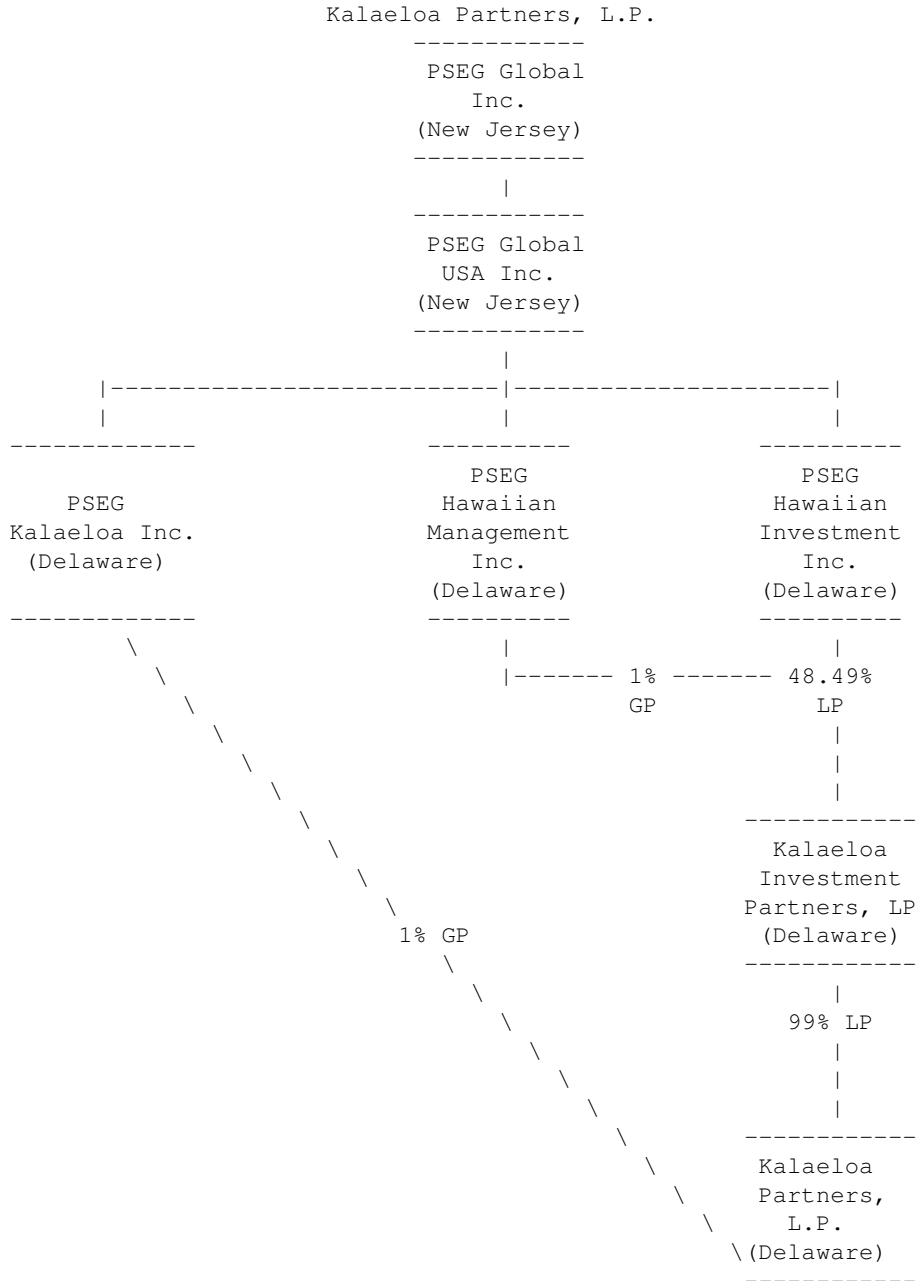 Kalaeloa Partners, L.P.
------------
PSEG Global
Inc.
(New Jersey)
------------
|
------------
PSEG Global
USA Inc.
(New Jersey)
------------
|
|---------------------------|----------------------|
| | |
------------- ---------- ----------
PSEG PSEG
PSEG Hawaiian Hawaiian
Kalaeloa Inc. Management Investment
(Delaware) Inc. Inc.
(Delaware) (Delaware)
------------- ---------- ----------
\ | |
\ |------- 1% ------- 48.49%
\ GP LP
\ |
\ |
\ |
\ ------------
\ Kalaeloa
\ Investment
\ Partners, LP
1% GP (Delaware)
\ ------------
\ |
\ 99% LP
\ |
\ |
\ |
\ ------------
\ Kalaeloa
\ Partners,
\ L.P.
\(Delaware)
------------